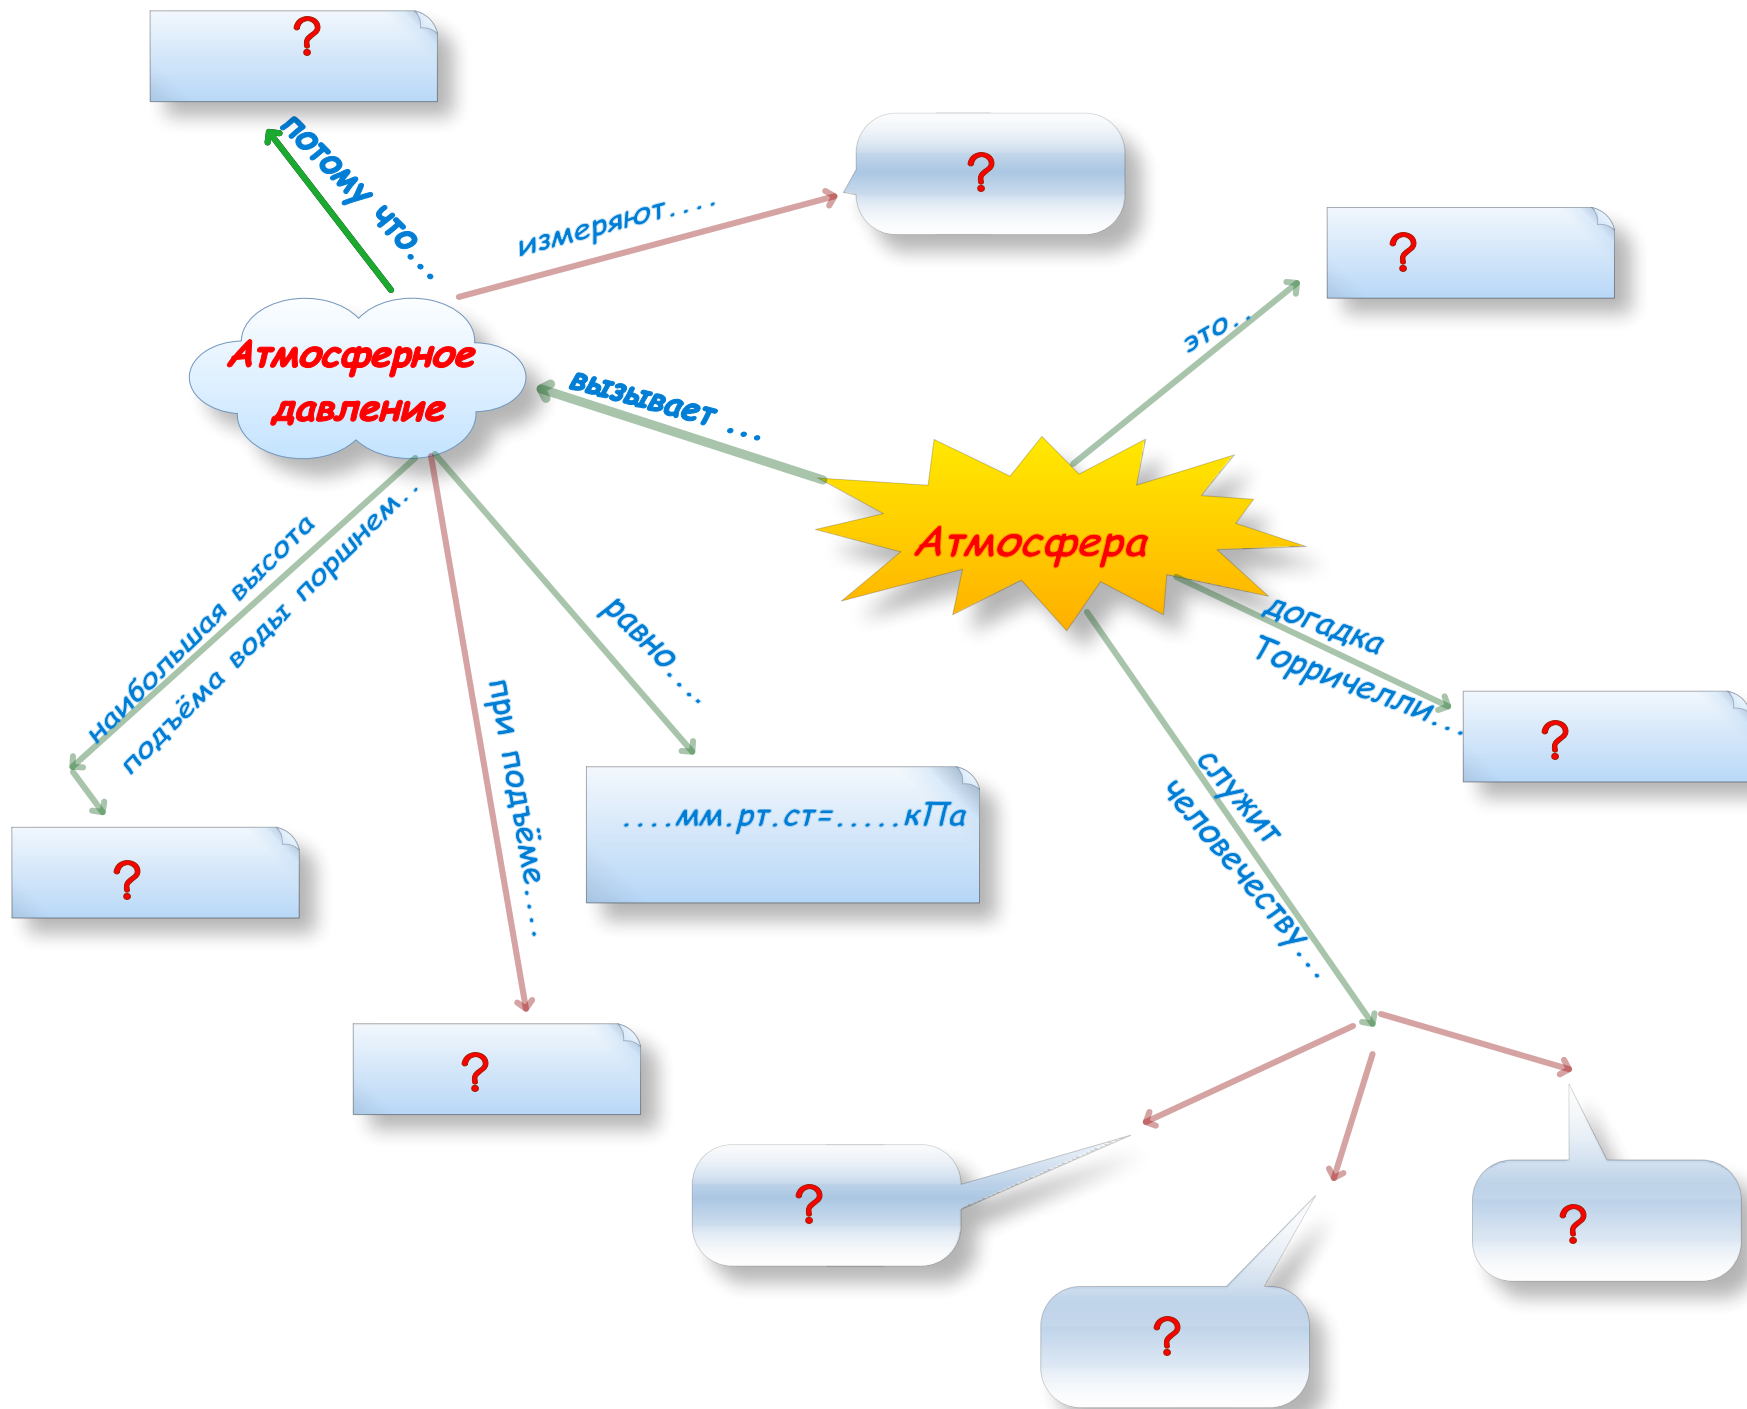 ?
потому что...
измеряют....
?
?
Атмосферное
давление
вызывает ...
это..
Атмосфера
наибольшая высота
подъёма воды поршнем..
при подъёме.....
равно....
догадка
Торричелли...
?
....мм.рт.ст=.....кПа
служит
человечеству...
?
?
?
?
?